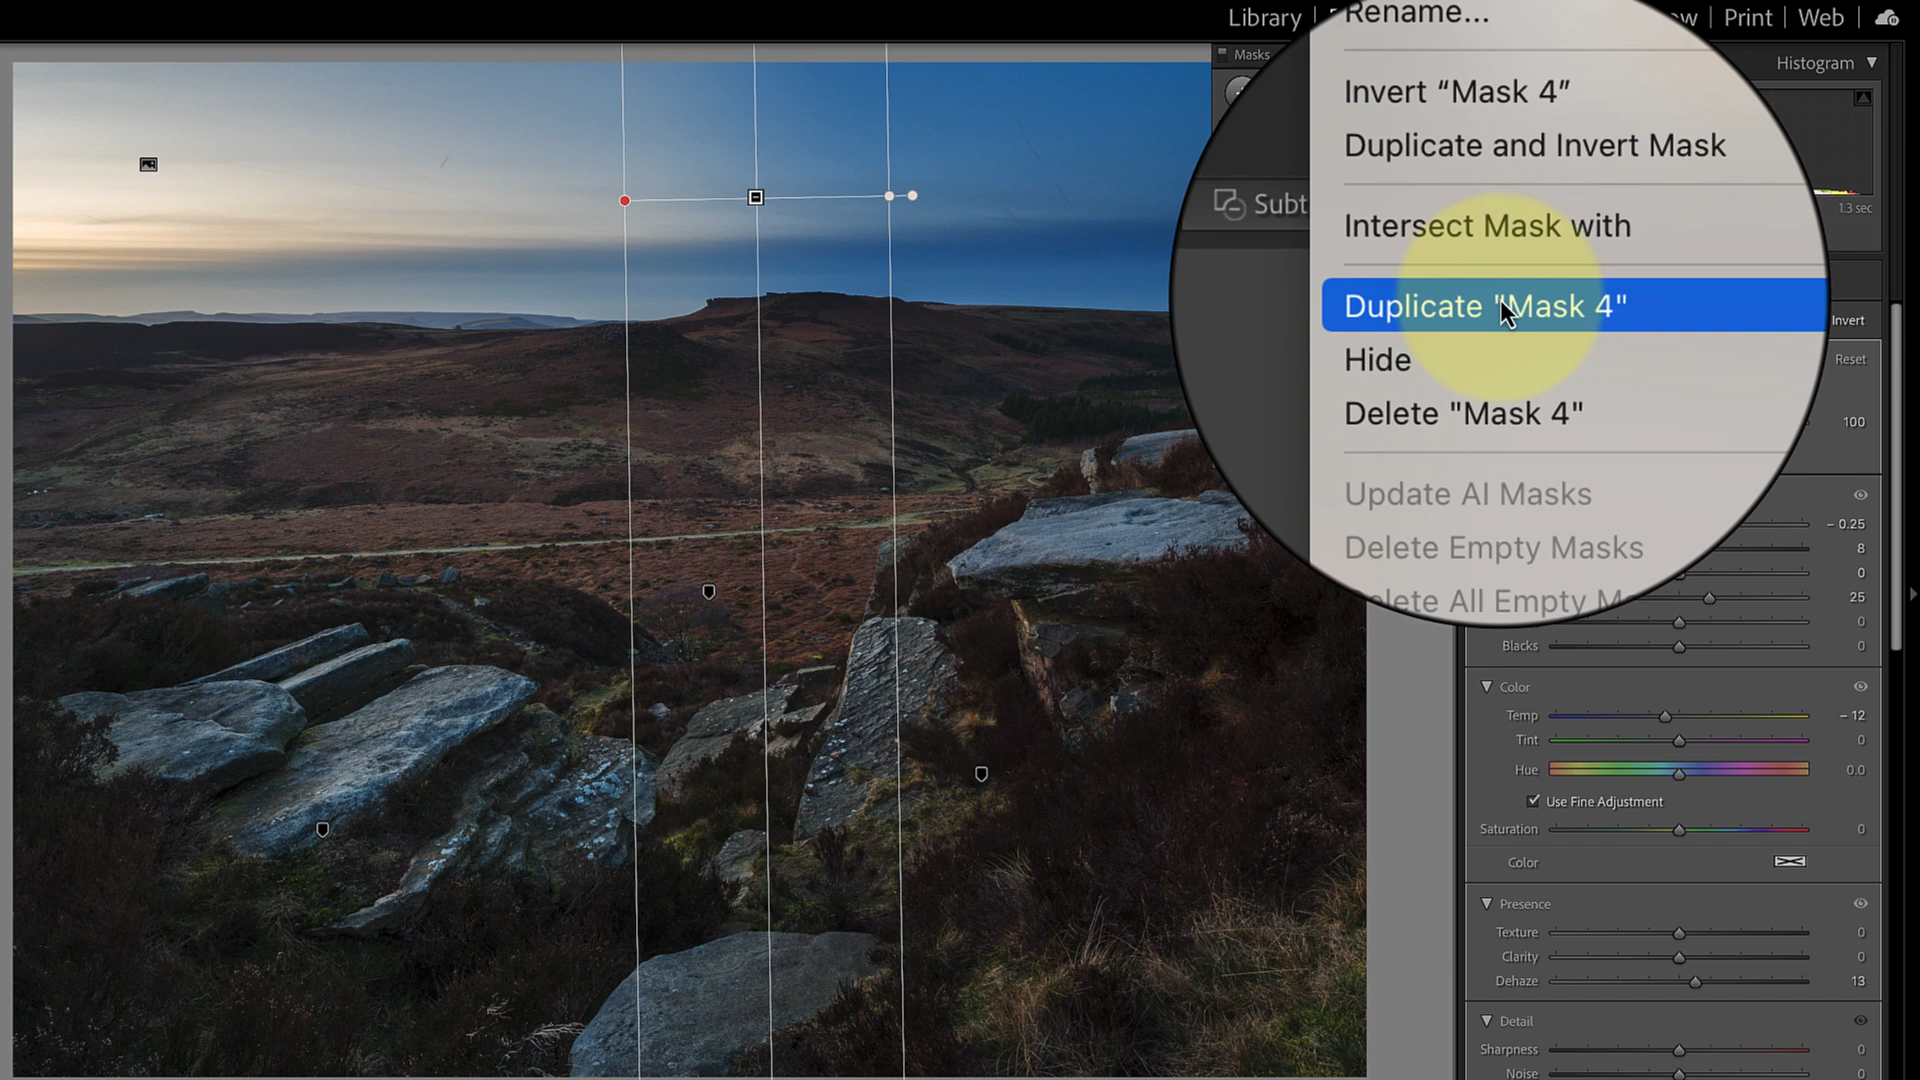 Library
Print
Web
Rename...
Masks
Histogram
Invert “Mask 4”
Duplicate and Invert Mask
Subt
1.3 sec
Intersect Mask with
Duplicate "Mask 4"
Invert
Hide
Reset
Delete "Mask 4"
100
Update AI Masks
– 0.25
Delete Empty Masks
8
0
25
0
Blacks 0
Color
Temp – 12
Tint 0
Hue 0.0
Use Fine Adjustment
Saturation 0
Color
Presence
Texture 0
Clarity 0
Dehaze 13
Detail
Sharpness 0
Noise 0